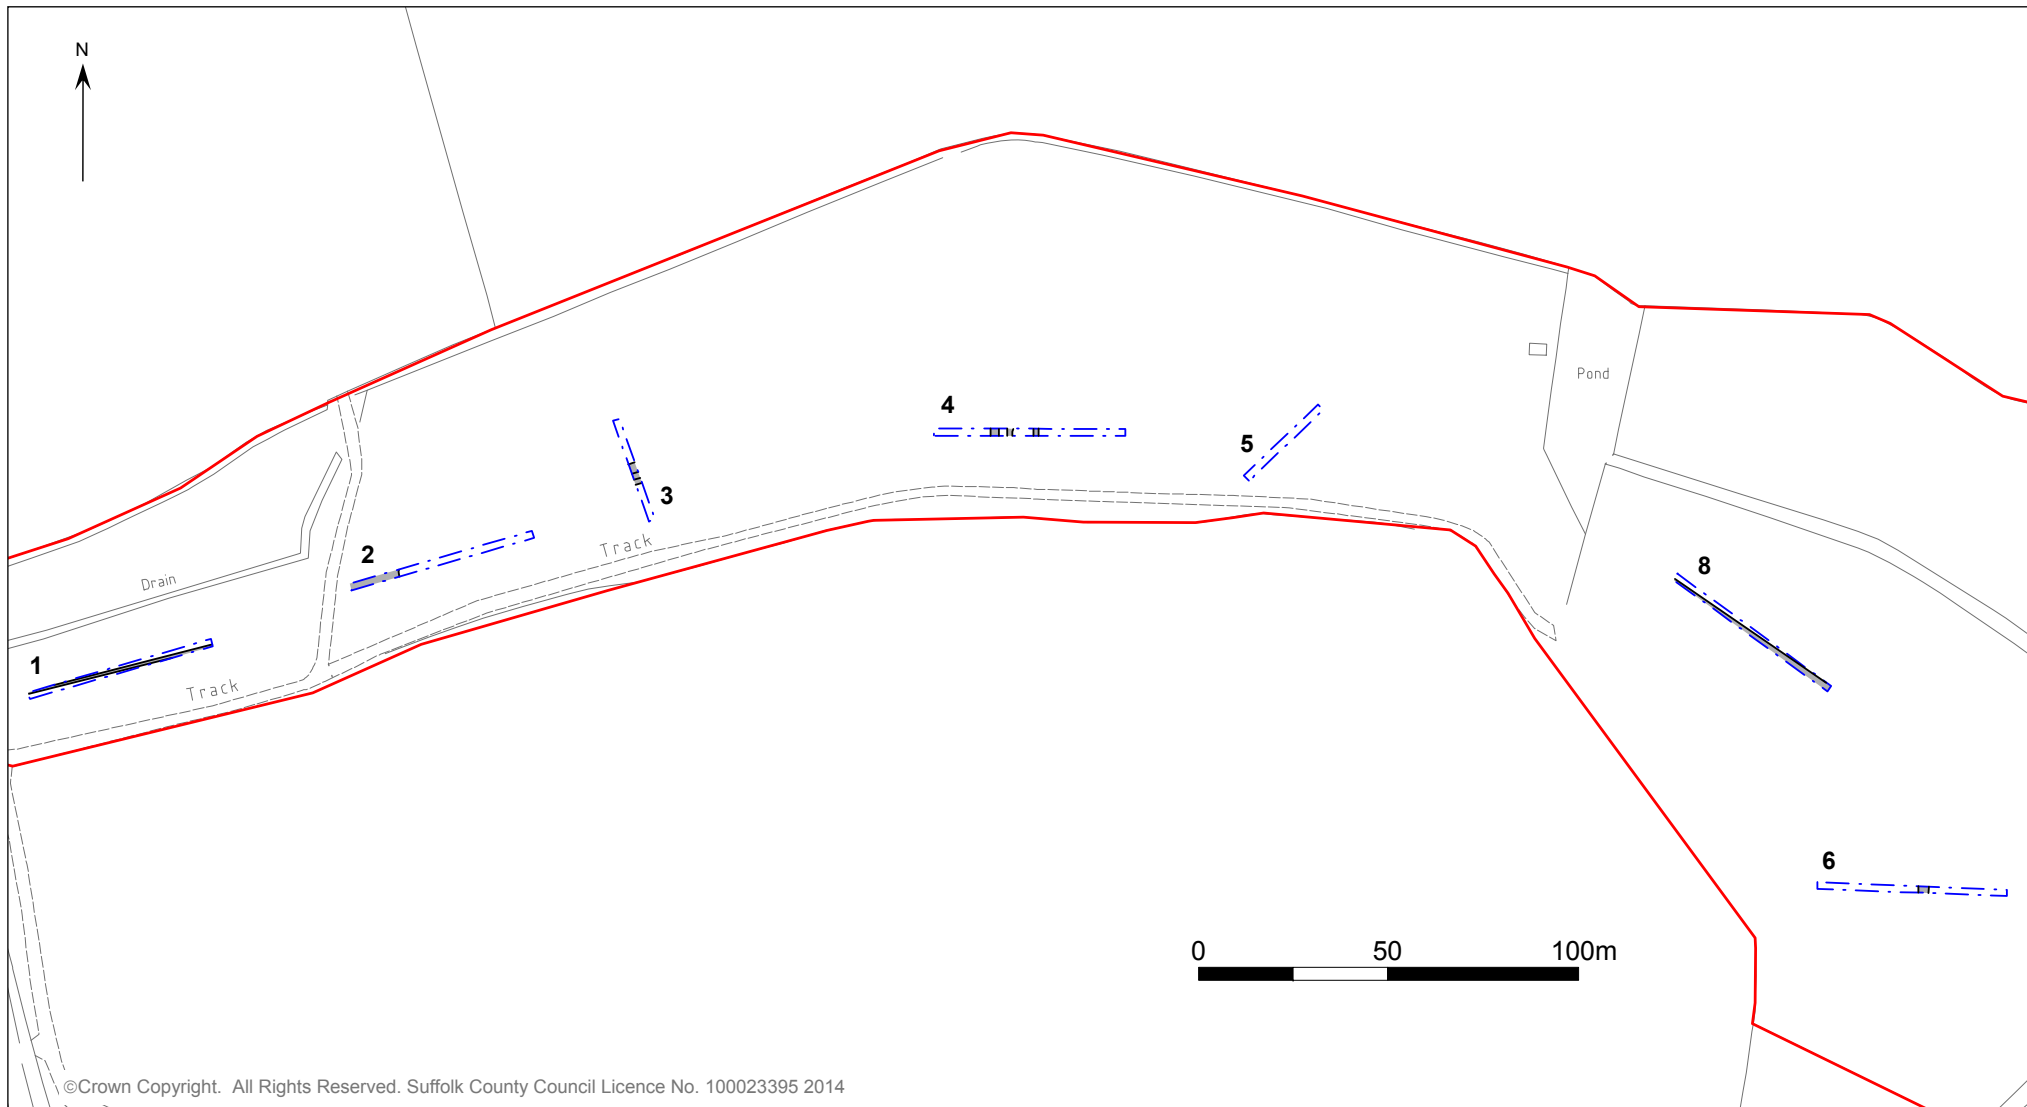 N
4
5
3
Pond
2
Track
8
Drain
1
Track
6
0 50 100m
©Crown Copyright. All Rights Reserved. Suffolk County Council Licence No. 100023395 2014